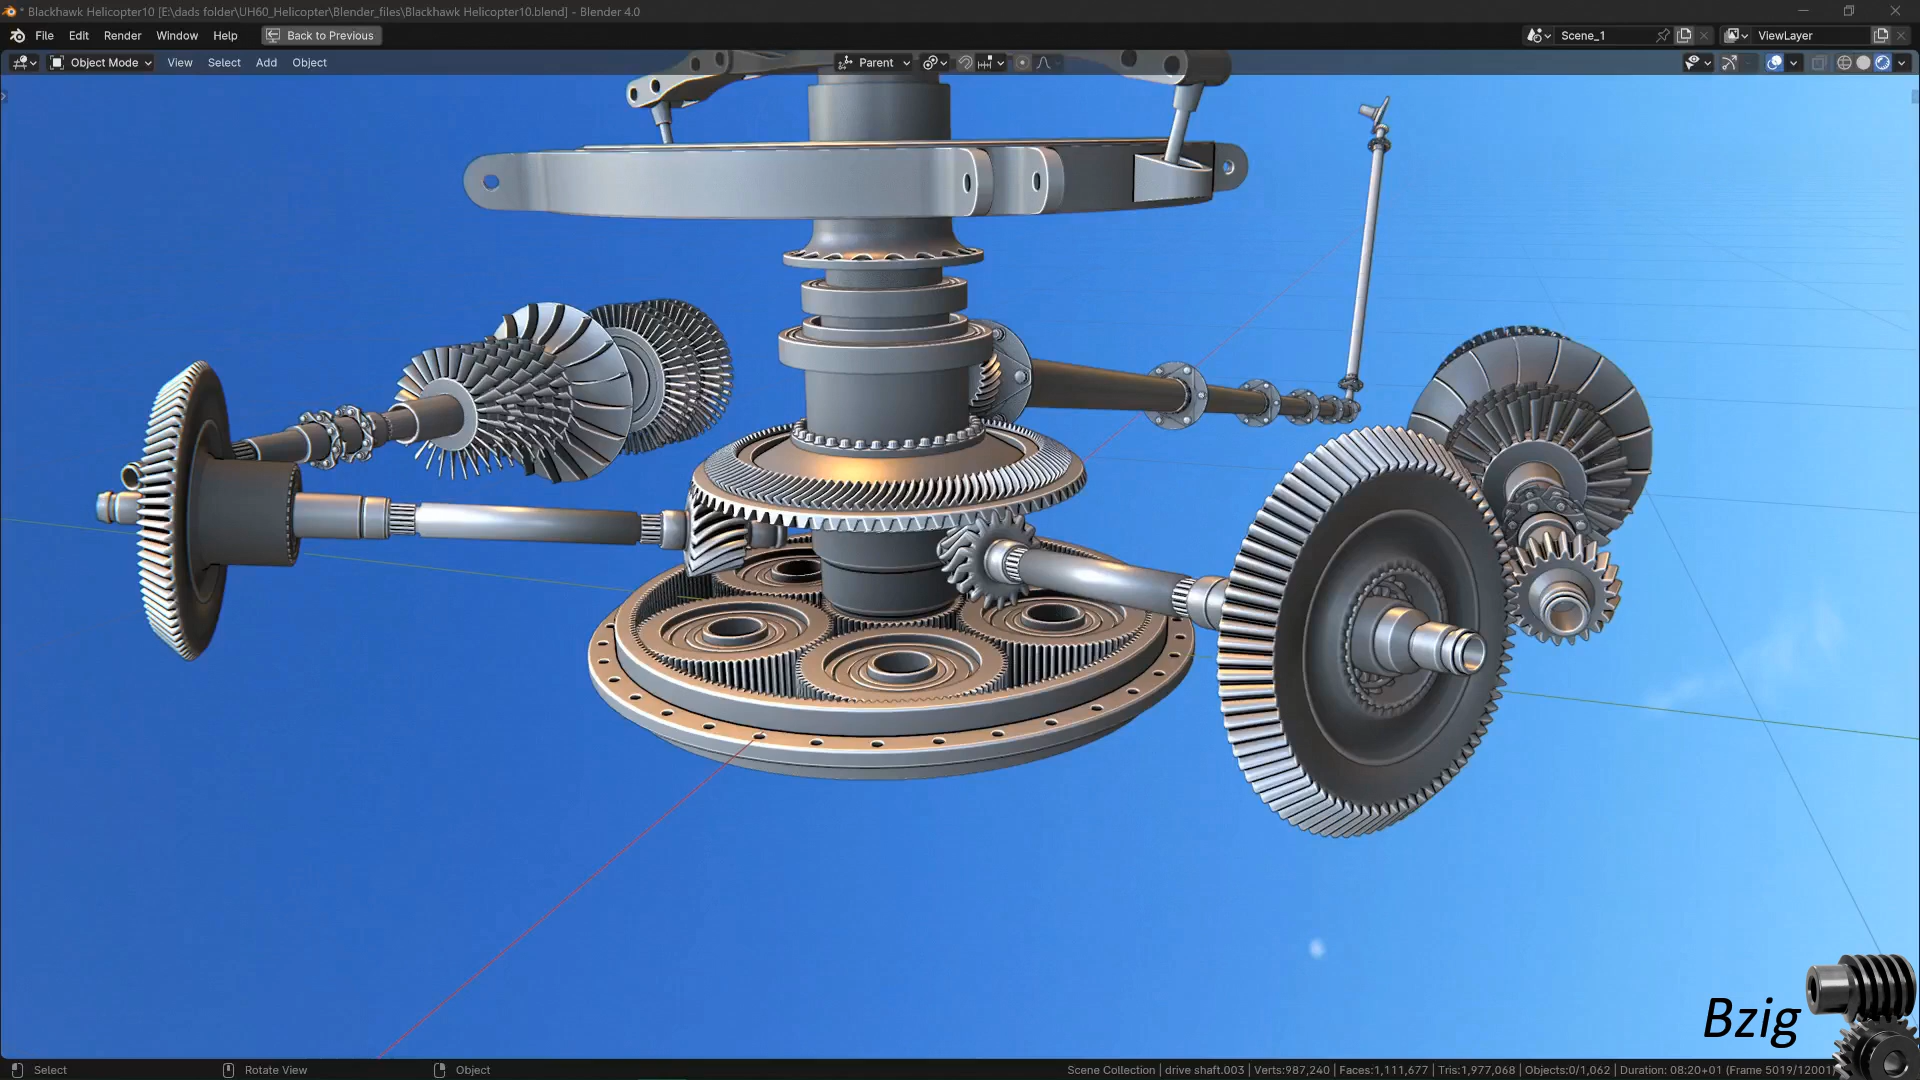 * Blackhawk Helicopter10 [E:\dads folder\UH60_Helicopter\Blender_files\Blackhawk Helicopter10.blend] - Blender 4.0
File Edit Render Window Help Back to Previous Scene_1 ViewLayer
Object Mode View Select Add Object Parent
Bzig
Select Rotate View Object Scene Collection | drive shaft.003 | Verts:987,240 | Faces:1,111,677 | Tris:1,977,068 | Objects:0/1,062 | Duration: 08:20+01 (Frame 5019/12001)